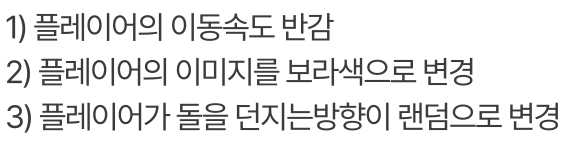 1) 플레이어의 이동속도 반감
2) 플레이어의 이미지를 보라색으로 변경
3) 플레이어가 돌을 던지는방향이 랜덤으로 변경